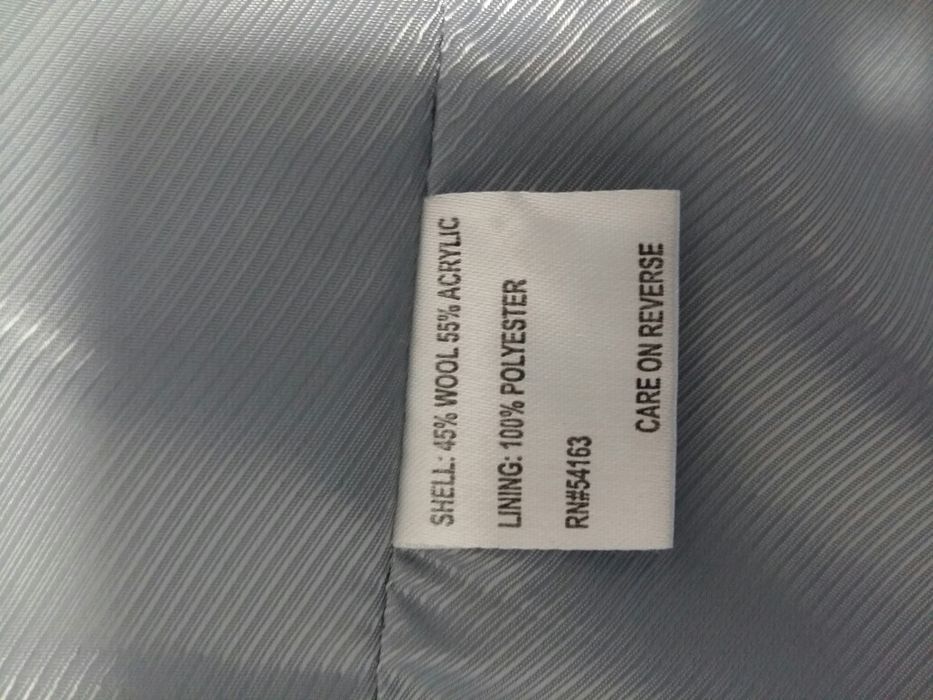 SHELL: 45% WOOL 55% ACRYLIC
LINING: 100% POLYESTER
RN#54163
CARE ON REVERSE